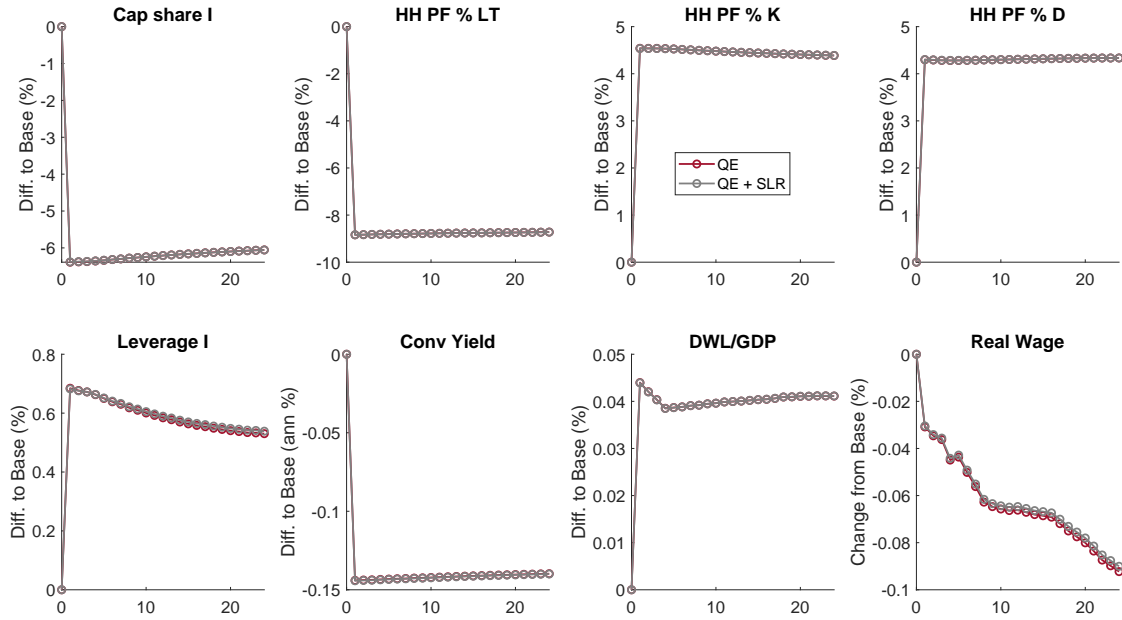 Cap share I
Diff. to Base (%)
0
-1
-2
-3
-4
-5
-6
0 10 20
HH PF % LT
Diff. to Base (%)
0
-2
-4
-6
-8
-10
0 10 20
HH PF % K
Diff. to Base (%)
5
4
3
2
1
0
0 10 20
QE
QE + SLR
HH PF % D
Diff. to Base (%)
5
4
3
2
1
0
0 10 20
Leverage I
Diff. to Base (%)
0.8
0.6
0.4
0.2
0
0 10 20
Conv Yield
Diff. to Base (ann %)
0
-0.05
-0.1
-0.15
0 10 20
DWL/GDP
Diff. to Base (%)
0.05
0.04
0.03
0.02
0.01
0
0 10 20
Real Wage
Change from Base (%)
0
-0.02
-0.04
-0.06
-0.08
-0.1
0 10 20